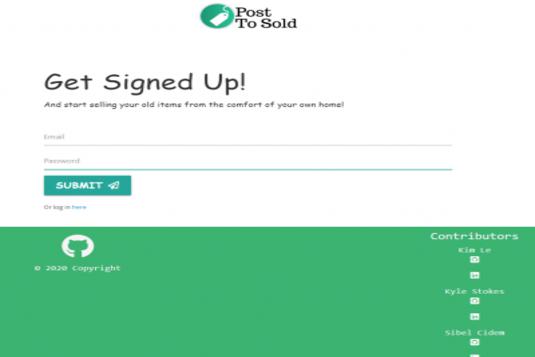 Post
To Sold
Get Signed Up!
And start selling your old items from the comfort of your own home!
Email
Password
SUBMIT
Or log in here
Contributors
Kim Le
© 2020 Copyright
Kyle Stokes
Sibel Cidem